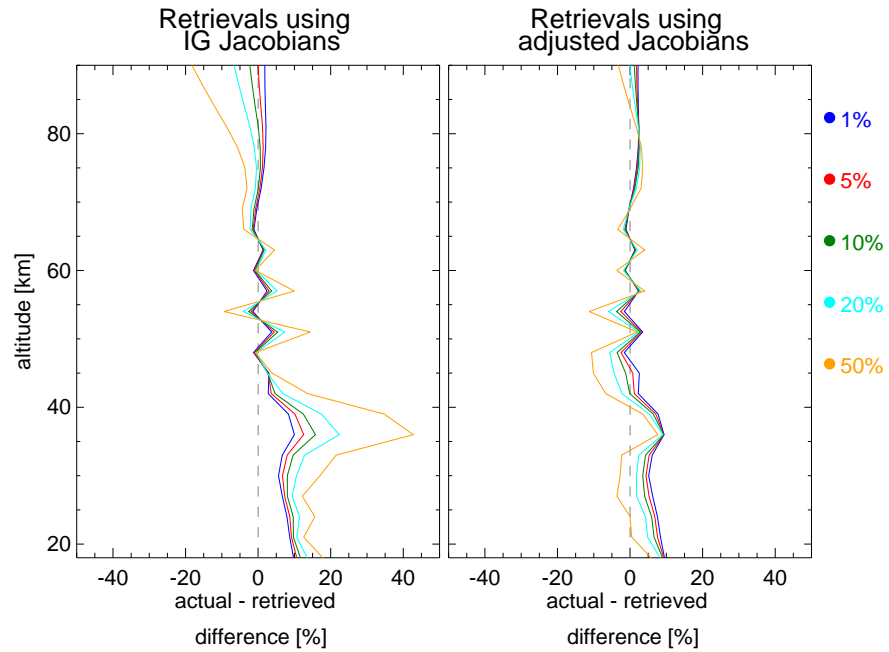 Retrievals using
IG Jacobians
Retrievals using
adjusted Jacobians
80
60
40
20
altitude [km]
-40 -20 0 20 40
-40 -20 0 20 40
actual - retrieved
actual - retrieved
difference [%]
difference [%]
1%
5%
10%
20%
50%